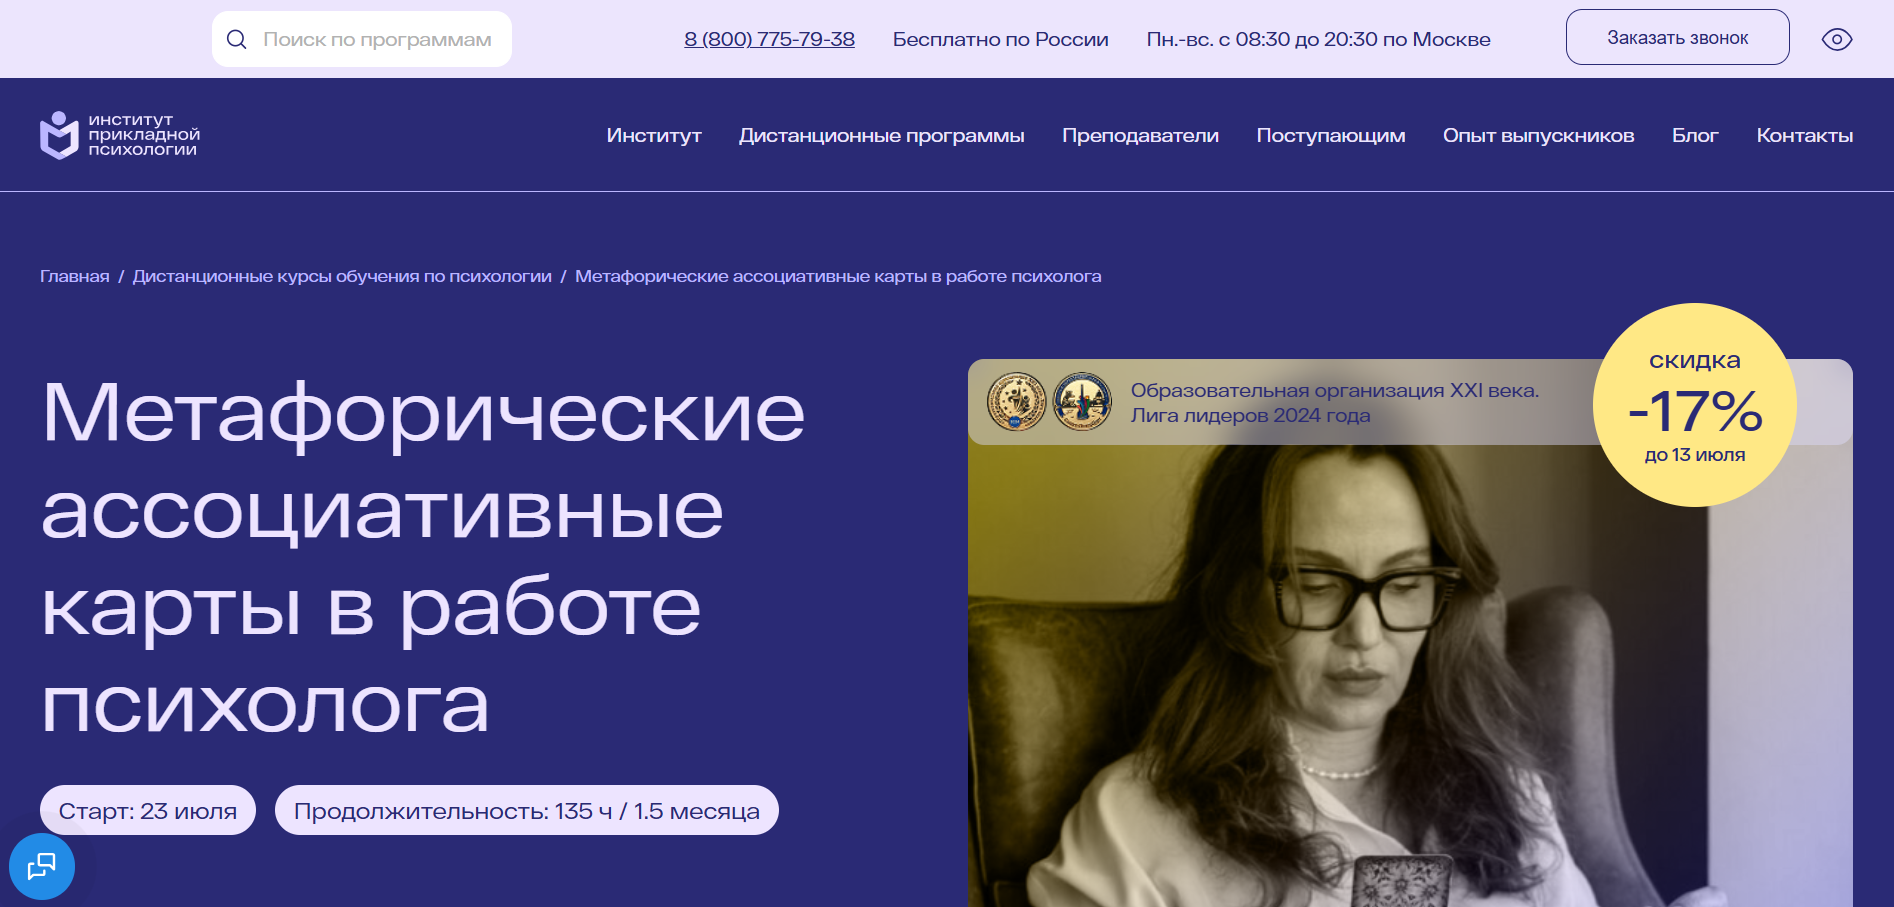 Поиск по программам
8 (800) 775-79-38
Бесплатно по России
Пн.-вс. с 08:30 до 20:30 по Москве
Заказать звонок
институт
прикладной
психологии
Институт
Дистанционные программы
Преподаватели
Поступающим
Опыт выпускников
Блог
Контакты
Главная / Дистанционные курсы обучения по психологии / Метафорические ассоциативные карты в работе психолога
Метафорические
ассоциативные
карты в работе
психолога
Старт: 23 июля
Продолжительность: 135 ч / 1.5 месяца
Образовательная организация XXI века.
Лига лидеров 2024 года
скидка
-17%
до 13 июля